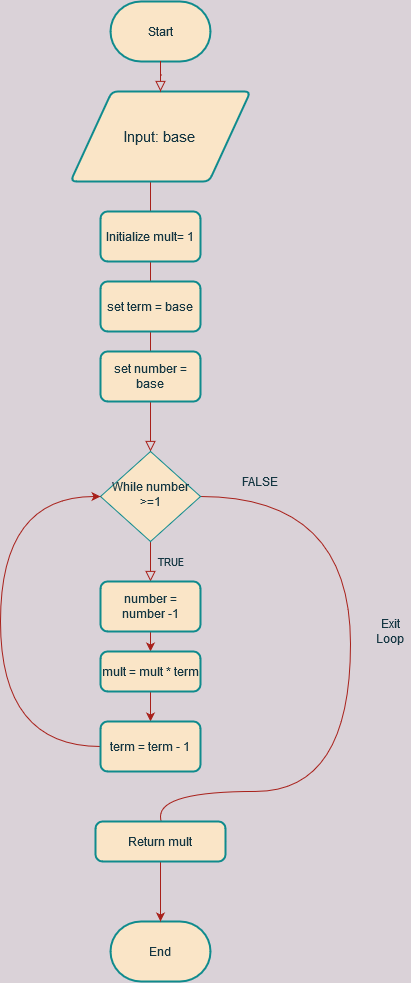 Start
Input: base
Initialize mult= 1
set term = base
set number =
base
While number
>=1
FALSE
TRUE
number =
number -1
Exit
Loop
mult = mult * term
term = term - 1
Return mult
End